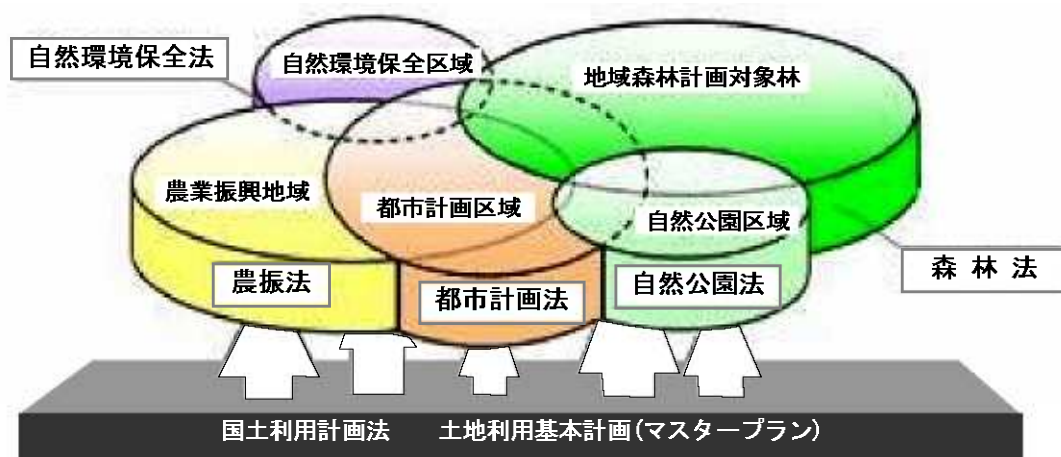 自然環境保全法
自然環境保全区域
地域森林計画対象林
農業振興地域
都市計画区域
自然公園区域
農振法
都市計画法
自然公園法
森林法
国土利用計画法　土地利用基本計画(マスタープラン)